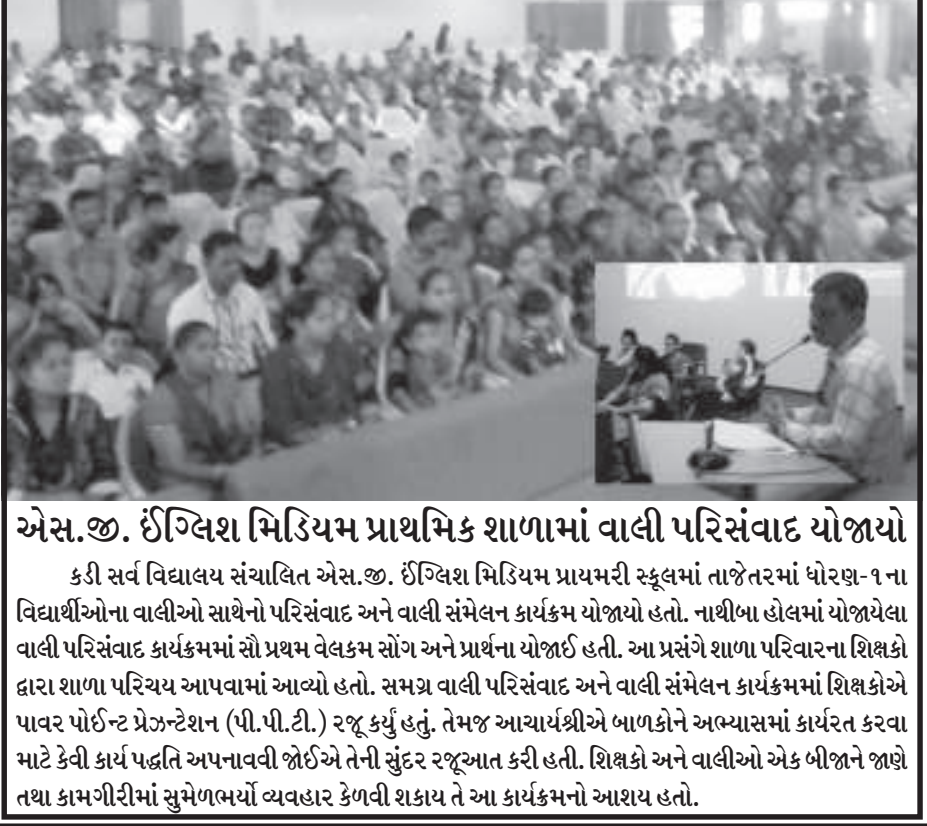 એસ.જી. ઈંગ્લિશ મિડિયમ પ્રાથમિક શાળામાં વાલી પરિસંવાદ યોજાયો
કડી સર્વ વિદ્યાલય સંચાલિત એસ.જી. ઈંગ્લિશ મિડિયમ પ્રાયમરી સ્કૂલમાં તાજેતરમાં ધોરણ-૧ ના
વિદ્યાર્થીઓના વાલીઓ સાથેનો પરિસંવાદ અને વાલી સંમેલન કાર્યક્રમ યોજાયો હતો. નાથીબા હોલમાં યોજાયેલા
વાલી પરિસંવાદ કાર્યક્રમમાં સૌ પ્રથમ વેલકમ સોંગ અને પ્રાર્થના યોજાઈ હતી. આ પ્રસંગે શાળા પરિવારના શિક્ષકો
દ્વારા શાળા પરિચય આપવામાં આવ્યો હતો. સમગ્ર વાલી પરિસંવાદ અને વાલી સંમેલન કાર્યક્રમમાં શિક્ષકોએ
પાવર પોઈન્ટ પ્રેઝન્ટેશન (પી.પી.ટી.) રજૂ કર્યું હતું. તેમજ આચાર્યશ્રીએ બાળકોને અભ્યાસમાં કાર્યરત કરવા
માટે કેવી કાર્ય પદ્ધતિ અપનાવવી જોઈએ તેની સુંદર રજૂઆત કરી હતી. શિક્ષકો અને વાલીઓ એક બીજાને જાણે
તથા કામગીરીમાં સુમેળભર્યો વ્યવહાર કેળવી શકાય તે આ કાર્યક્રમનો આશય હતો.